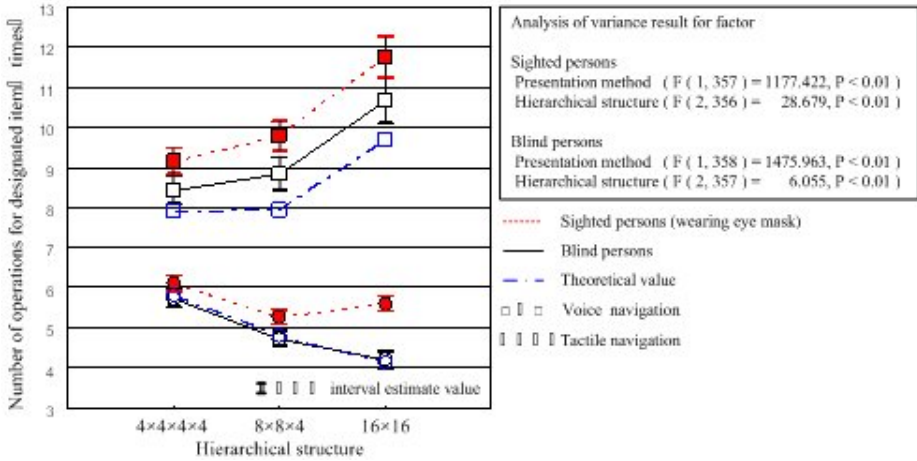 Number of operations for designated item▯ times▯
13
12
11
10
9
8
7
6
5
4
3
4×4×4×4
8×8×4
16×16
Hierarchical structure
▯ ▯ ▯ interval estimate value
Analysis of variance result for factor
Sighted persons
Presentation method ( F ( 1, 357 ) = 1177.422, P < 0.01 )
Hierarchical structure ( F ( 2, 356 ) = 28.679, P < 0.01 )
Blind persons
Presentation method ( F ( 1, 358 ) = 1475.963, P < 0.01 )
Hierarchical structure ( F ( 2, 357 ) = 6.055, P < 0.01 )
Sighted persons (wearing eye mask)
Blind persons
Theoretical value
□ ▯ □ Voice navigation
▯ ▯ ▯ ▯ Tactile navigation